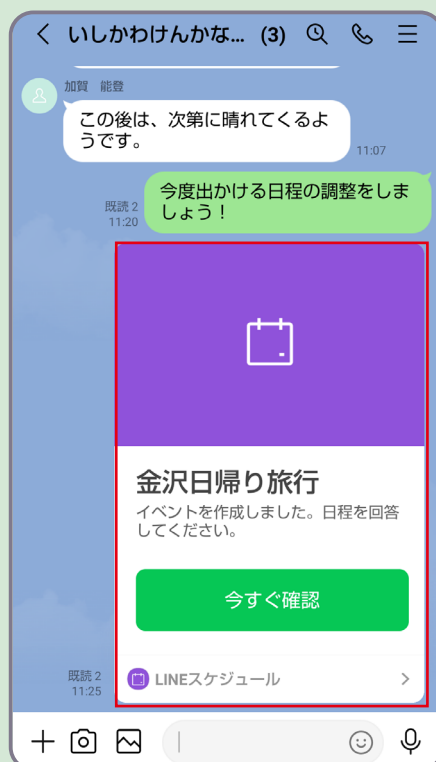 いしかわけんかな... (3)
加賀 能登
この後は、次第に晴れてくるよ
うです。
11:07
今度出かける日程の調整をしま
しょう！
既読 2
11:20
金沢日帰り旅行
イベントを作成しました。日程を回答
してください。
今すぐ確認
LINEスケジュール
既読 2
11:25